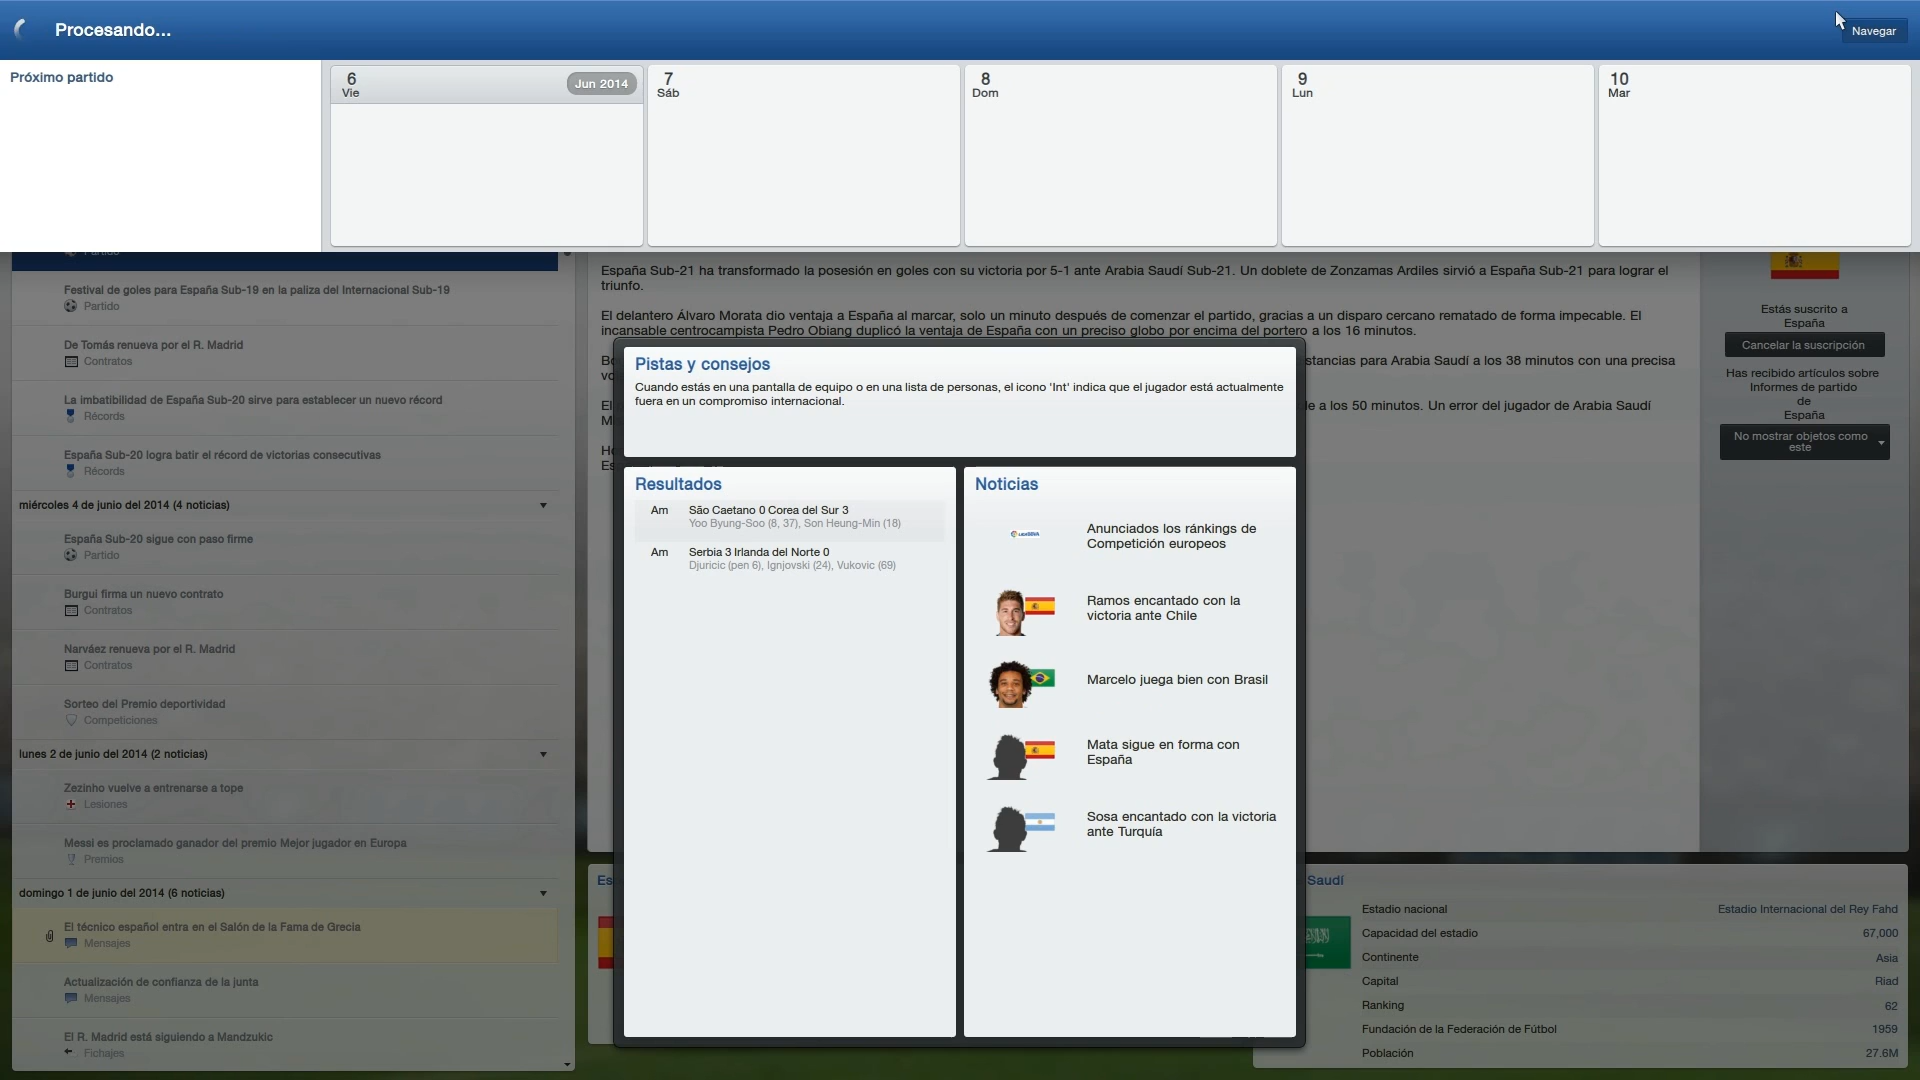 Procesando...
Navegar
Próximo partido
6
Vie
Jun 2014
7
Sáb
8
Dom
9
Lun
10
Mar
Partido
Festival de goles para España Sub-19 en la paliza del Internacional Sub-19
Partido
De Tomás renueva por el R. Madrid
Contratos
La imbatibilidad de España Sub-20 sirve para establecer un nuevo récord
Récords
España Sub-20 logra batir el récord de victorias consecutivas
Récords
miércoles 4 de junio del 2014 (4 noticias)
España Sub-20 sigue con paso firme
Partido
Burgui firma un nuevo contrato
Contratos
Narváez renueva por el R. Madrid
Contratos
Sorteo del Premio deportividad
Competiciones
lunes 2 de junio del 2014 (2 noticias)
Zezinho vuelve a entrenarse a tope
Lesiones
Messi es proclamado ganador del premio Mejor jugador en Europa
Premios
domingo 1 de junio del 2014 (6 noticias)
El técnico español entra en el Salón de la Fama de Grecia
Mensajes
Actualización de confianza de la junta
Mensajes
El R. Madrid está siguiendo a Mandzukic
Fichajes
España Sub-21 ha transformado la posesión en goles con su victoria por 5-1 ante Arabia Saudí Sub-21. Un doblete de Zonzamas Ardiles sirvió a España Sub-21 para lograr el
triunfo.
El delantero Álvaro Morata dio ventaja a España al marcar, solo un minuto después de comenzar el partido, gracias a un disparo cercano rematado de forma impecable. El
incansable centrocampista Pedro Obiang duplicó la ventaja de España con un preciso globo por encima del portero a los 16 minutos.
stancias para Arabia Saudí a los 38 minutos con una precisa
El
a los 50 minutos. Un error del jugador de Arabia Saudí
Pistas y consejos
Cuando estás en una pantalla de equipo o en una lista de personas, el icono 'Int' indica que el jugador está actualmente
fuera en un compromiso internacional.
Resultados
Am São Caetano 0 Corea del Sur 3
Yoo Byung-Soo (8, 37), Son Heung-Min (18)
Am Serbia 3 Irlanda del Norte 0
Djuricic (pen 6), Ignjovski (24), Vukovic (69)
Noticias
Anunciados los ránkings de
Competición europeos
Ramos encantado con la
victoria ante Chile
Marcelo juega bien con Brasil
Mata sigue en forma con
España
Sosa encantado con la victoria
ante Turquía
Estás suscrito a
España
Cancelar la suscripción
Has recibido artículos sobre
Informes de partido
de
España
No mostrar objetos como
este
Es
Saudí
Estadio nacional Estadio Internacional del Rey Fahd
Capacidad del estadio 67,000
Continente Asia
Capital Riad
Ranking 62
Fundación de la Federación de Fútbol 1959
Población 27.6M